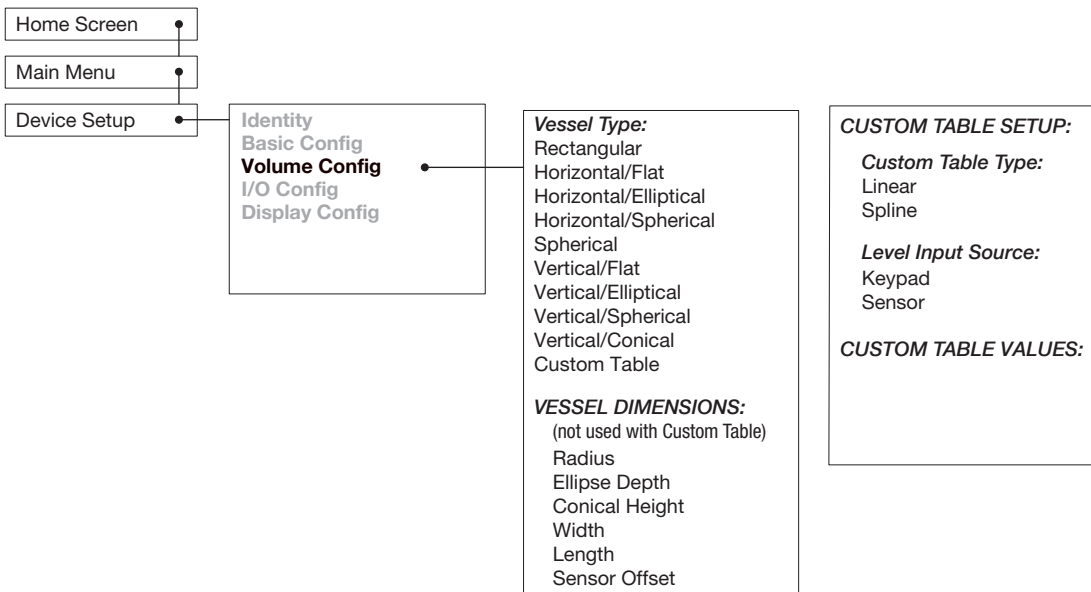 Home Screen
Main Menu
Device Setup
Identity
Basic Config
Volume Config
I/O Config
Display Config
Vessel Type:
Rectangular
Horizontal/Flat
Horizontal/Elliptical
Horizontal/Spherical
Spherical
Vertical/Flat
Vertical/Elliptical
Vertical/Spherical
Vertical/Conical
Custom Table
VESSEL DIMENSIONS:
(not used with Custom Table)
Radius
Ellipse Depth
Conical Height
Width
Length
Sensor Offset
CUSTOM TABLE SETUP:
Custom Table Type:
Linear
Spline
Level Input Source:
Keypad
Sensor
CUSTOM TABLE VALUES: